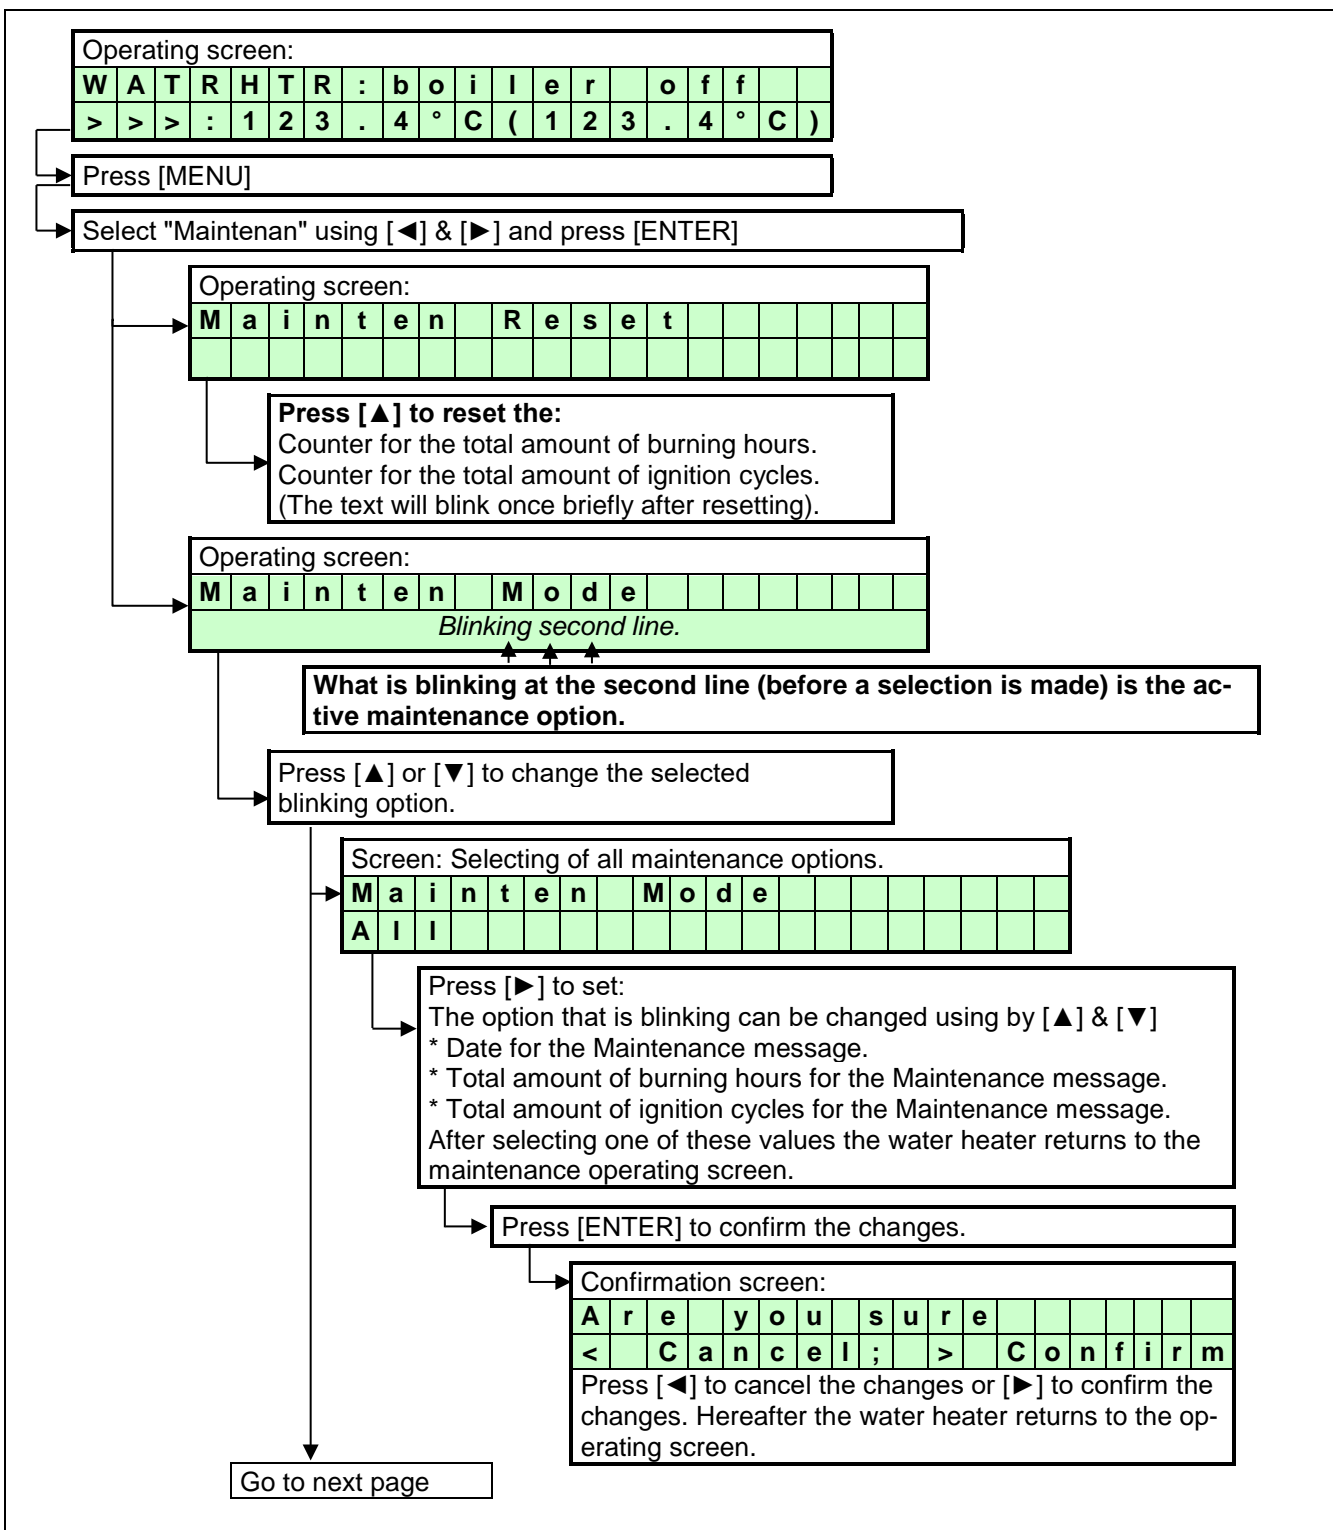 Operating screen:
WATRHTR:boiler off
>>>:123.4°C(123.4°C)
Press [MENU]
Select "Maintenan" using [◄] & [►] and press [ENTER]
Operating screen:
Mainten Reset
Press [▲] to reset the:
Counter for the total amount of burning hours.
Counter for the total amount of ignition cycles.
(The text will blink once briefly after resetting).
Operating screen:
Mainten Mode
Blinking second line.
What is blinking at the second line (before a selection is made) is the ac-
tive maintenance option.
Press [▲] or [▼] to change the selected
blinking option.
Screen: Selecting of all maintenance options.
Mainten Mode
All
Press [►] to set:
The option that is blinking can be changed using by [▲] & [▼]
* Date for the Maintenance message.
* Total amount of burning hours for the Maintenance message.
* Total amount of ignition cycles for the Maintenance message.
After selecting one of these values the water heater returns to the
maintenance operating screen.
Press [ENTER] to confirm the changes.
Confirmation screen:
Are you sure
< Cancel; > Confirm
Press [◄] to cancel the changes or [►] to confirm the
changes. Hereafter the water heater returns to the op-
erating screen.
Go to next page